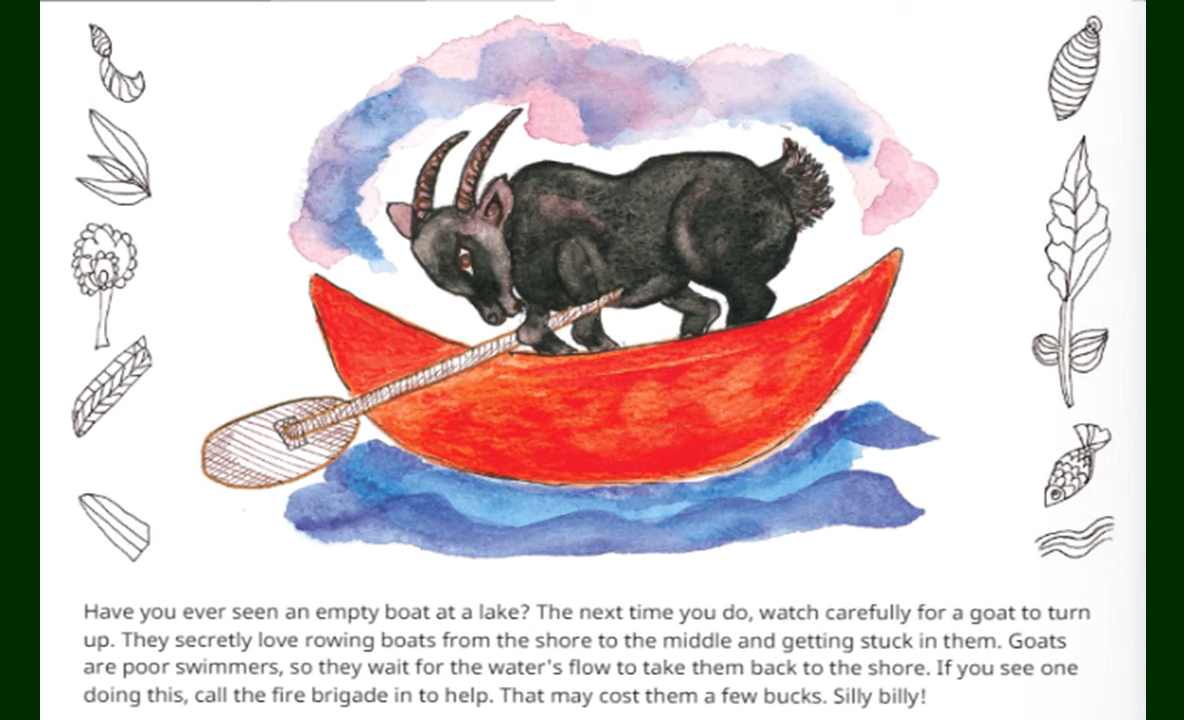 Have you ever seen an empty boat at a lake? The next time you do, watch carefully for a goat to turn
up. They secretly love rowing boats from the shore to the middle and getting stuck in them. Goats
are poor swimmers, so they wait for the water's flow to take them back to the shore. If you see one
doing this, call the fire brigade in to help. That may cost them a few bucks. Silly billy!